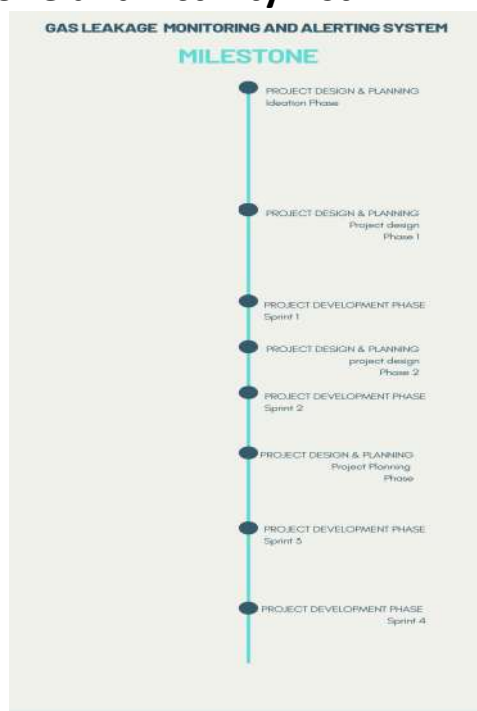 GAS LEAKAGE MONITORING AND ALERTING SYSTEM
MILESTONE
PROJECT DESIGN & PLANNING
Ideation Phase
PROJECT DESIGN & PLANNING
Project design
Phase 1
PROJECT DEVELOPMENT PHASE
Sprint 1
PROJECT DESIGN & PLANNING
project design
Phase 2
PROJECT DEVELOPMENT PHASE
Sprint 2
PROJECT DESIGN & PLANNING
Project Planning
Phase
PROJECT DEVELOPMENT PHASE
Sprint 3
PROJECT DEVELOPMENT PHASE
Sprint 4